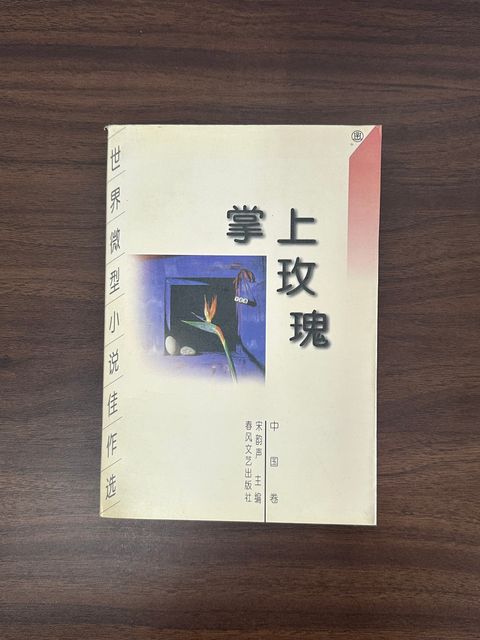 世界微型小说佳作选
掌上玫瑰
中国卷
宋韵声 主编
春风文艺出版社